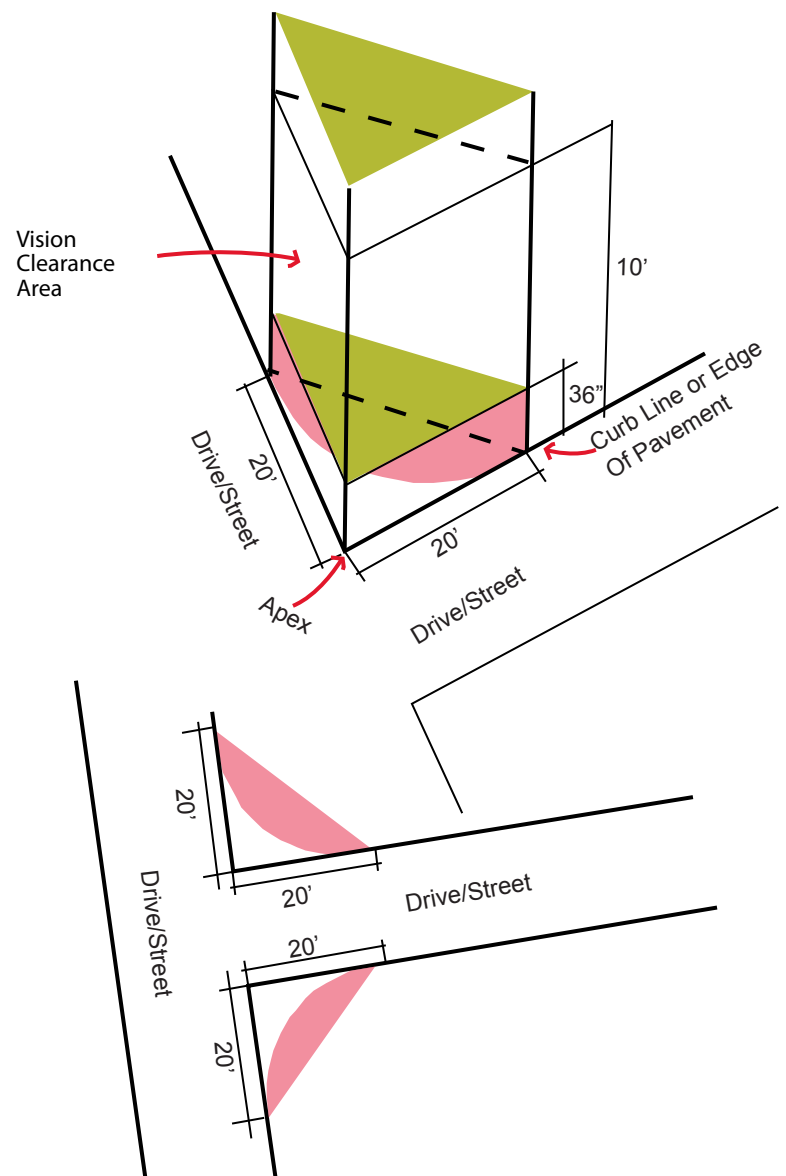 Vision
Clearance
Area
10’
36”
Curb Line or Edge
Of Pavement
Drive/Street
20’
20’
Apex
Drive/Street
20’
20’
Drive/Street
Drive/Street
20’
20’